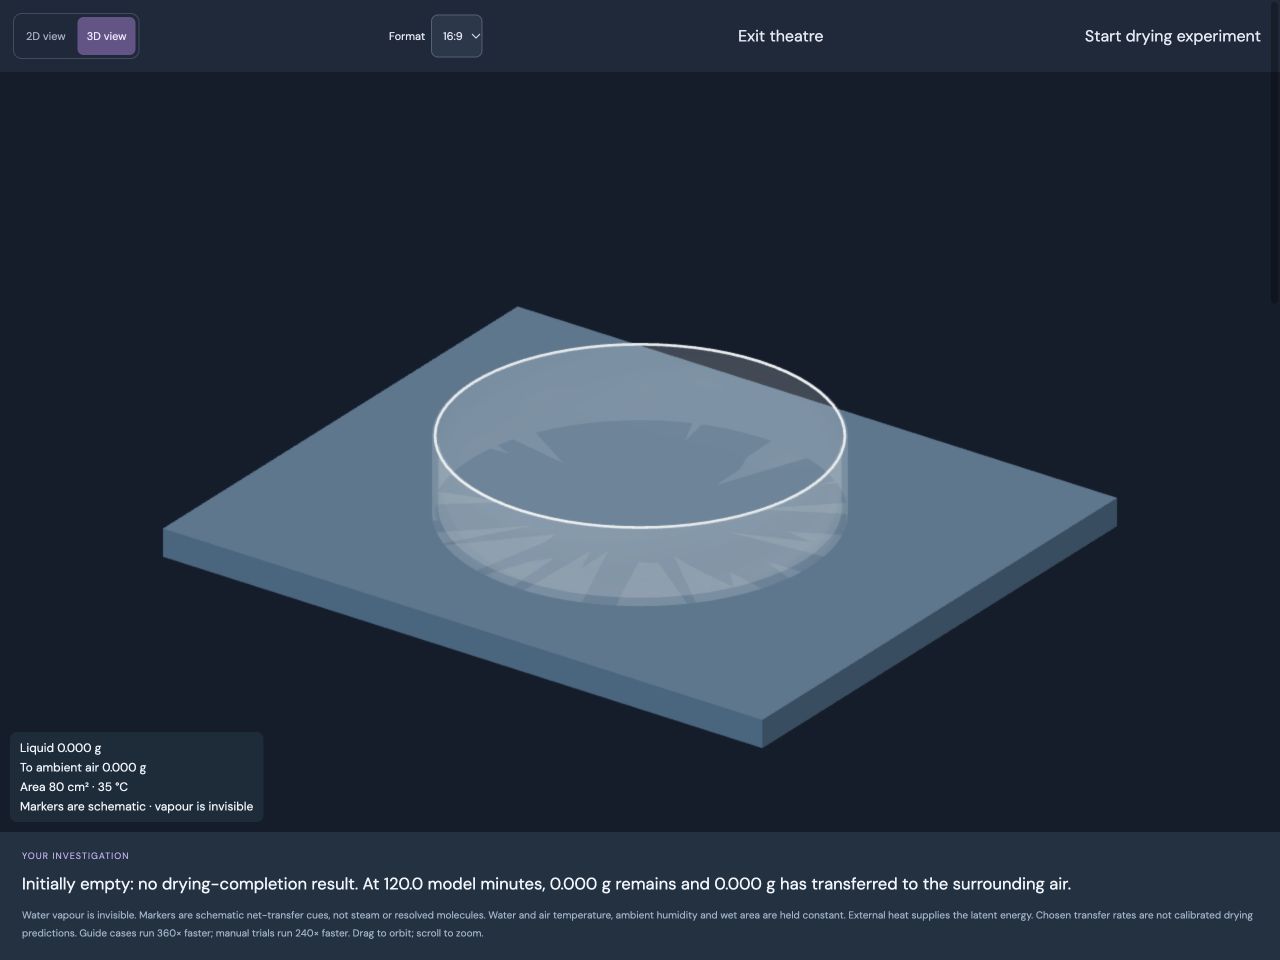 2D view
3D view
Format
16:9
Exit theatre
Start drying experiment
Liquid 0.000 g
To ambient air 0.000 g
Area 80 cm² · 35 °C
Markers are schematic · vapour is invisible
YOUR INVESTIGATION
Initially empty: no drying-completion result. At 120.0 model minutes, 0.000 g remains and 0.000 g has transferred to the surrounding air.
Water vapour is invisible. Markers are schematic net-transfer cues, not steam or resolved molecules. Water and air temperature, ambient humidity and wet area are held constant. External heat supplies the latent energy. Chosen transfer rates are not calibrated drying
predictions. Guide cases run 360× faster; manual trials run 240× faster. Drag to orbit; scroll to zoom.